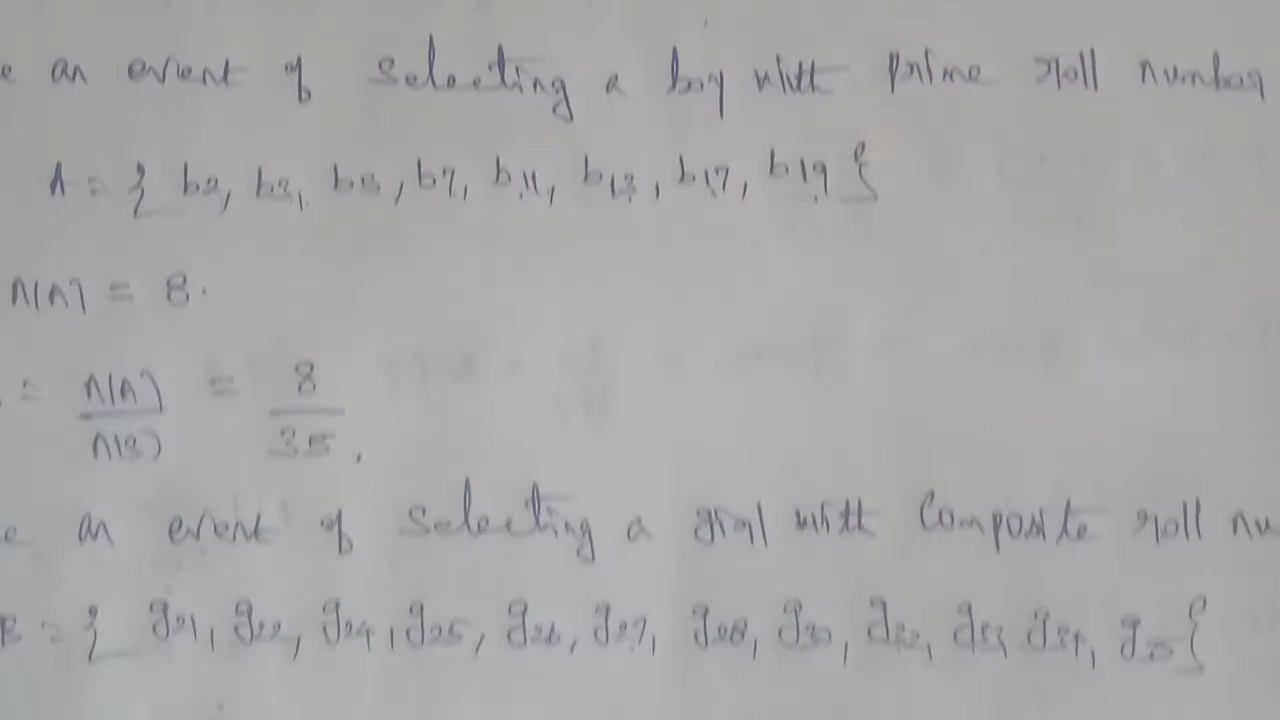 e an event of selecting a boy with prime roll number
A = { b2, b3, b5, b7, b11, b13, b17, b19 }
n(A) = 8.
= n(A) / n(S) = 8 / 35.
e an event of selecting a girl with Composite roll nu
B = { g21, g22, g24, g25, g26, g27, g28, g30, g32, g33, g34, g35 }